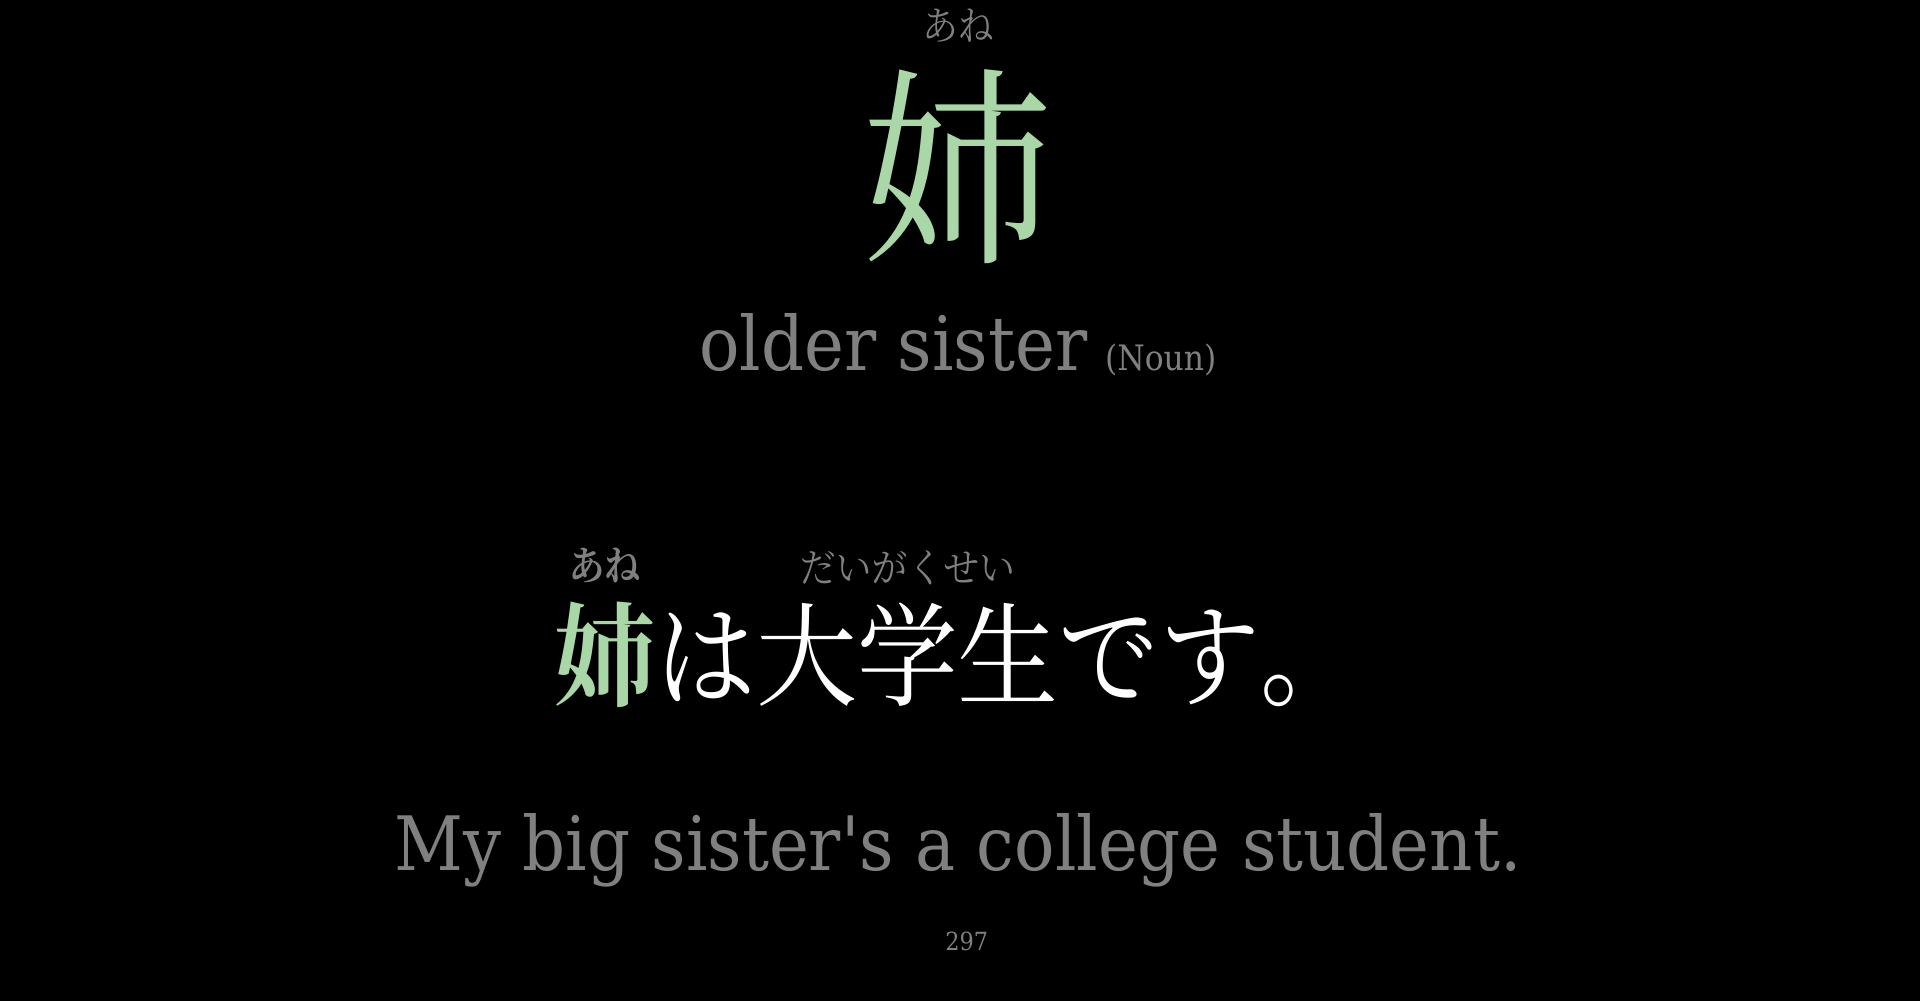 あね
姉
older sister (Noun)
あね だいがくせい
姉は大学生です。
My big sister's a college student.
297